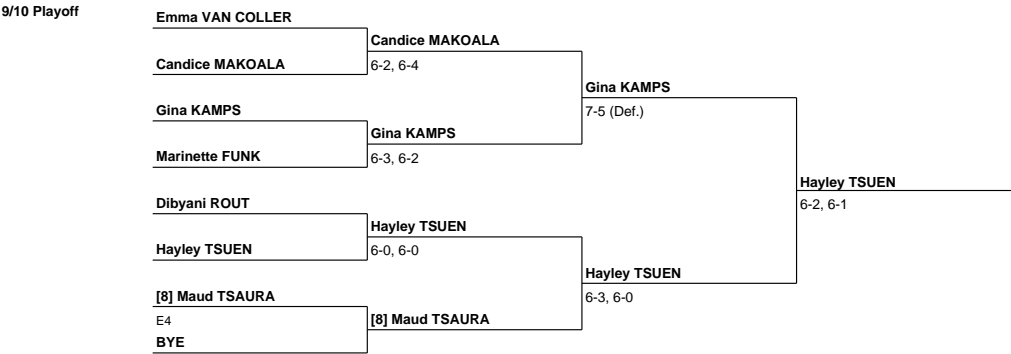 9/10 Playoff
Emma VAN COLLER
Candice MAKOALA
Candice MAKOALA
6-2, 6-4
Gina KAMPS
7-5 (Def.)
Gina KAMPS
Gina KAMPS
Marinette FUNK
6-3, 6-2
Hayley TSUEN
6-2, 6-1
Dibyani ROUT
Hayley TSUEN
Hayley TSUEN
6-0, 6-0
Hayley TSUEN
6-3, 6-0
[8] Maud TSAURA
E4
[8] Maud TSAURA
BYE